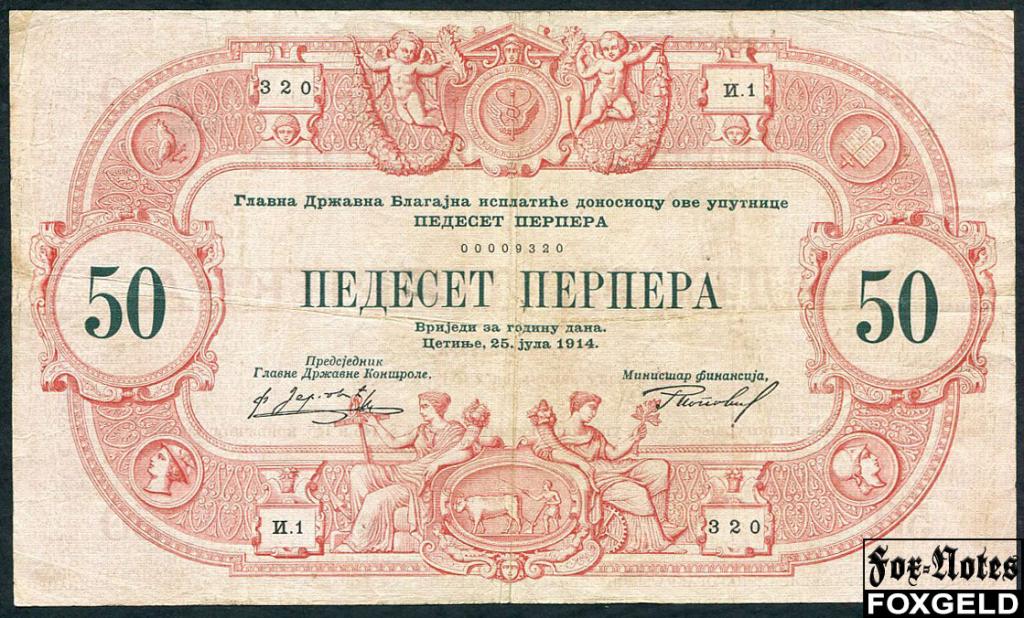 320
И.1
Главна Државна Благајна исплатиће доносиоцу ове упутнице
ПЕДЕСЕТ ПЕРПЕРА
00009320
50
ПЕДЕСЕТ ПЕРПЕРА
50
Вриједи за годину дана.
Цетиње, 25. јула 1914.
Предсједник
Главне Државне Контроле,
Министар финансија,
И.1
320
Fox-Notes
FOXGELD